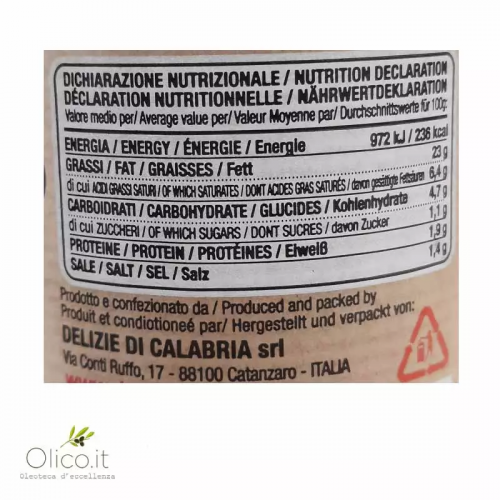 DICHIARAZIONE NUTRIZIONALE / NUTRITION DECLARATION
DÉCLARATION NUTRITIONNELLE / NÄHRWERTDEKLARATION
Valore medio per/ Average value per/ Valeur Moyenne par/ Durchschnittswerte für 100g:
ENERGIA / ENERGY / ÉNERGIE / Energie 972 kJ / 236 kcal
GRASSI / FAT / GRAISSES / Fett 23 g
di cui ACIDI GRASSI SATURI / OF WHICH SATURATES / DONT ACIDES GRAS SATURÉS / davon gesättigte Fettsäuren 6,4 g
CARBOIDRATI / CARBOHYDRATE / GLUCIDES / Kohlenhydrate 4,7 g
di cui ZUCCHERI / OF WHICH SUGARS / DONT SUCRES / davon Zucker 1,1 g
PROTEINE / PROTEIN / PROTÉINES / Eiweiß 1,9 g
SALE / SALT / SEL / Salz 1,4 g
Prodotto e confezionato da / Produced and packed by
Produit et condiotioneé par/ Hergestellt und verpackt von:
DELIZIE DI CALABRIA srl
Via Conti Ruffo, 17 - 88100 Catanzaro - ITALIA
Olico.it
Oleoteca d'eccellenza